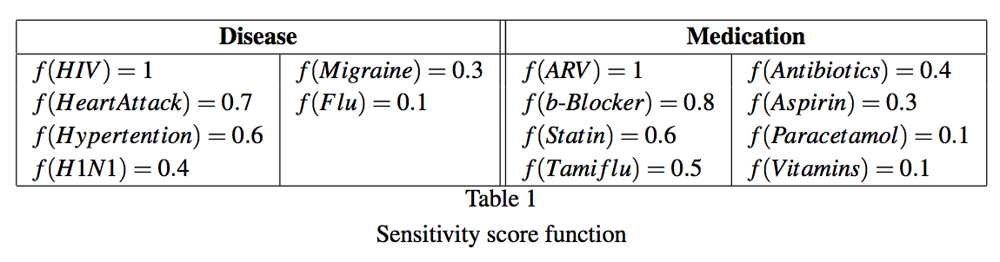 Disease Medication
f(HIV) = 1 f(Migraine) = 0.3 f(ARV) = 1 f(Antibiotics) = 0.4
f(HeartAttack) = 0.7 f(Flu) = 0.1 f(b-Blocker) = 0.8 f(Aspirin) = 0.3
f(Hypertention) = 0.6 f(Statin) = 0.6 f(Paracetamol) = 0.1
f(H1N1) = 0.4 f(Tamiflu) = 0.5 f(Vitamins) = 0.1
Table 1
Sensitivity score function